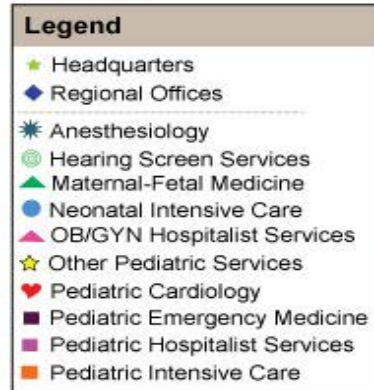 Legend
Headquarters
Regional Offices
Anesthesiology
Hearing Screen Services
Maternal-Fetal Medicine
Neonatal Intensive Care
OB/GYN Hospitalist Services
Other Pediatric Services
Pediatric Cardiology
Pediatric Emergency Medicine
Pediatric Hospitalist Services
Pediatric Intensive Care